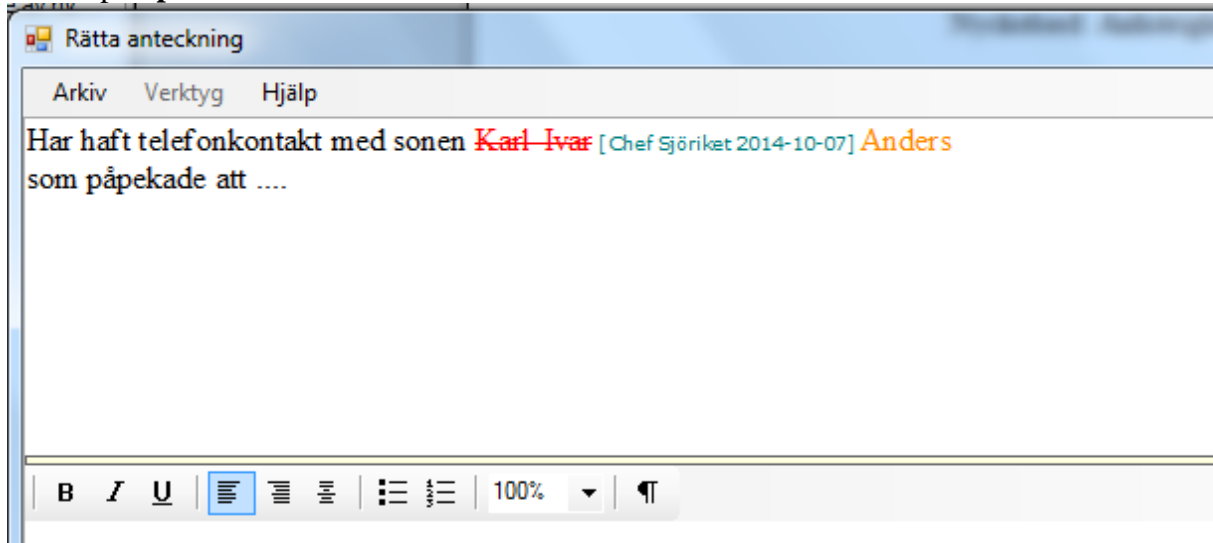 Rätta anteckning
Arkiv Verktyg Hjälp
Har haft telefonkontakt med sonen Karl-Ivar [Chef Sjöriket 2014-10-07] Anders
som påpekade att ....
B I U 100% ¶